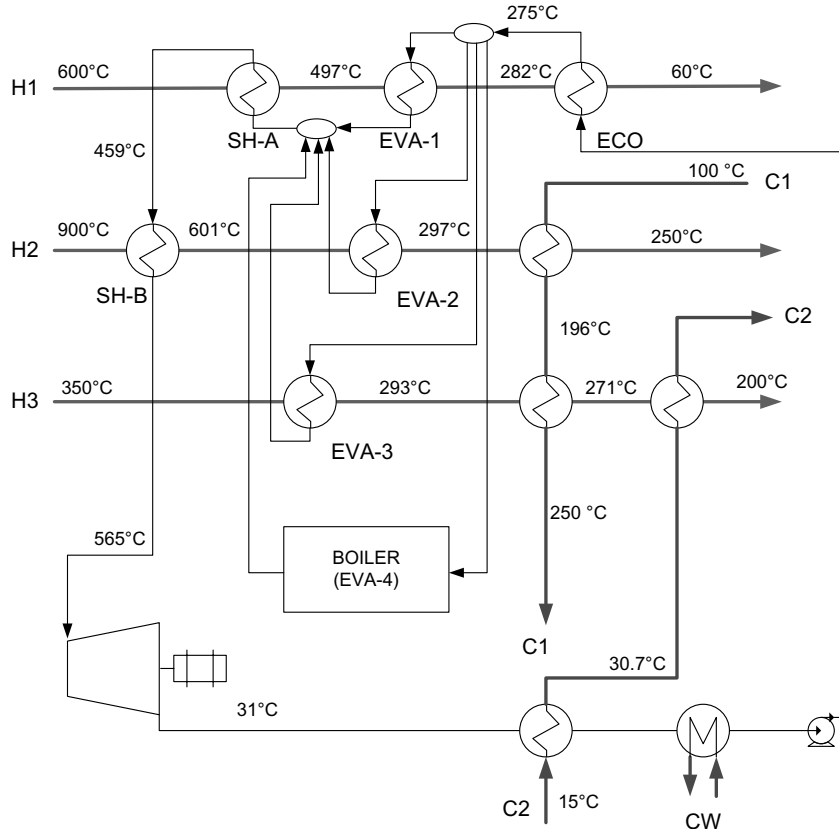 275°C
600°C
497°C
282°C
60°C
H1
SH-A
EVA-1
ECO
459°C
100 °C
C1
900°C
601°C
297°C
250°C
H2
SH-B
EVA-2
C2
196°C
350°C
293°C
271°C
200°C
H3
EVA-3
250 °C
565°C
BOILER
(EVA-4)
C1
30.7°C
31°C
C2
15°C
CW